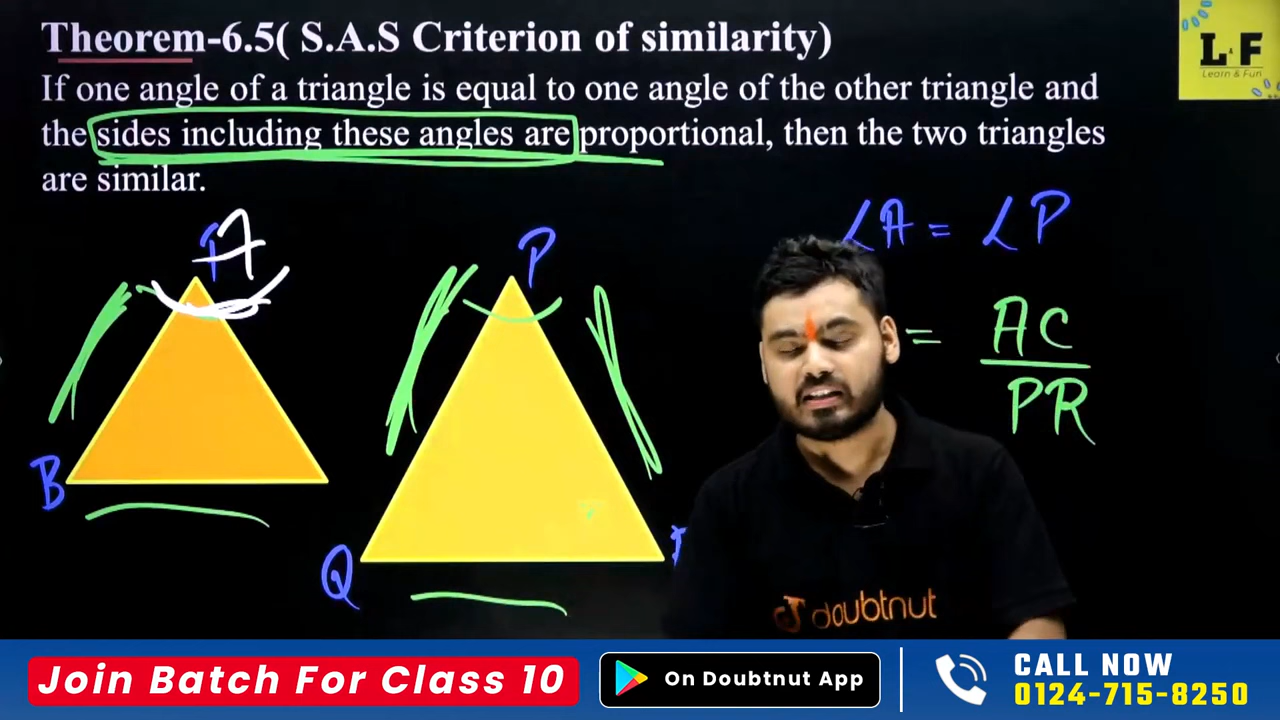 Theorem-6.5( S.A.S Criterion of similarity)
If one angle of a triangle is equal to one angle of the other triangle and
the sides including these angles are proportional, then the two triangles
are similar.
L&F
Learn & Fun
∠A = ∠P
A
P
= AC
PR
B
Q
doubtnut
Join Batch For Class 10
On Doubtnut App
CALL NOW
0124-715-8250